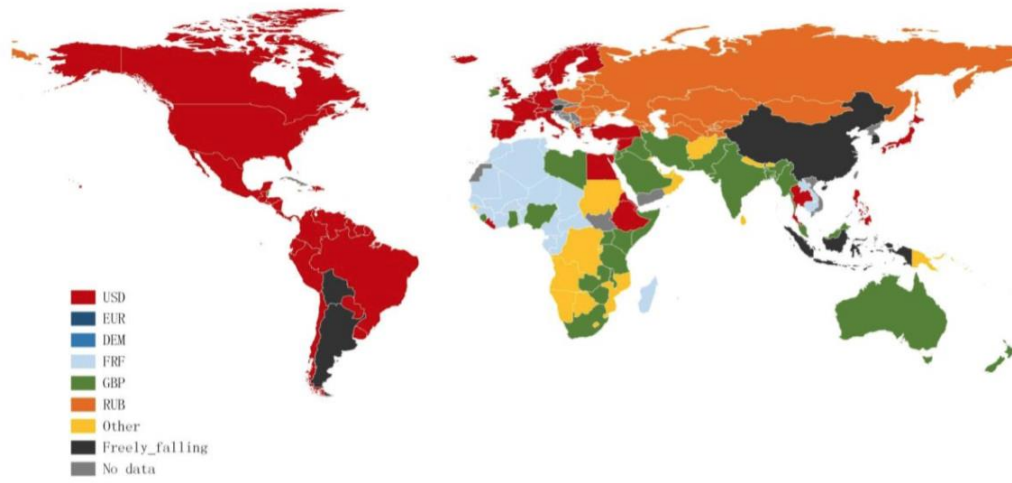 USD
EUR
DEM
FRF
GBP
RUB
Other
Freely_falling
No data